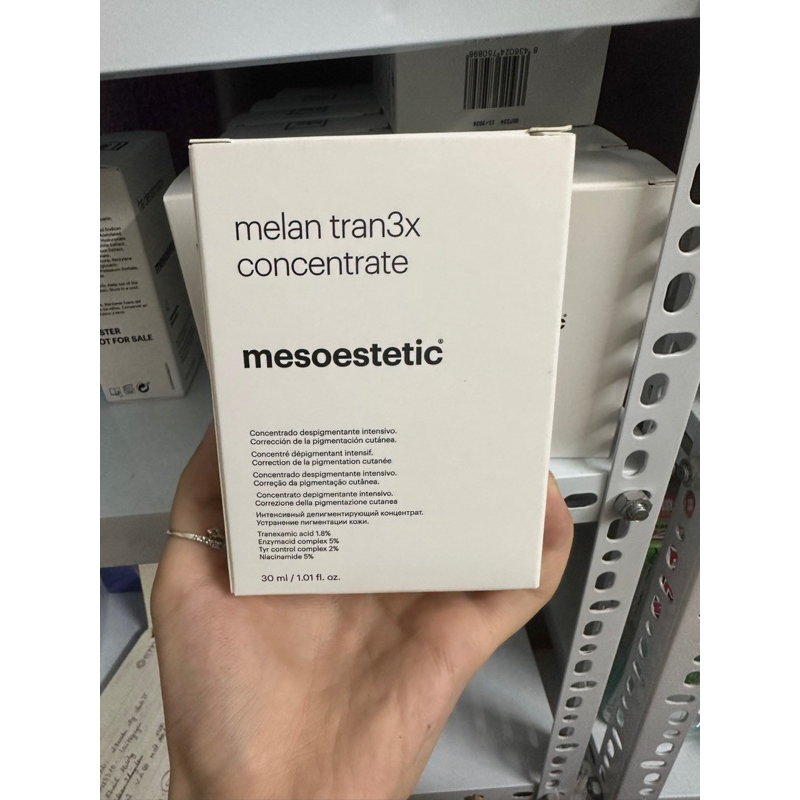 melan tran3x
concentrate
mesoestetic®
Concentrado despigmentante intensivo.
Corrección de la pigmentación cutánea.
Concentré dépigmentant intensif.
Correction de la pigmentation cutanée
Concentrado despigmentante intensivo.
Correção da pigmentação cutânea.
Concentrato depigmentante intensivo.
Correzione della pigmentazione cutanea
Интенсивный депигментирующий концентрат.
Устранение пигментации кожи.
Tranexamic acid 1.8%
Enzymacid complex 5%
Tyr control complex 2%
Niacinamide 5%
30 ml / 1.01 fl. oz.
STER
OT FOR SALE